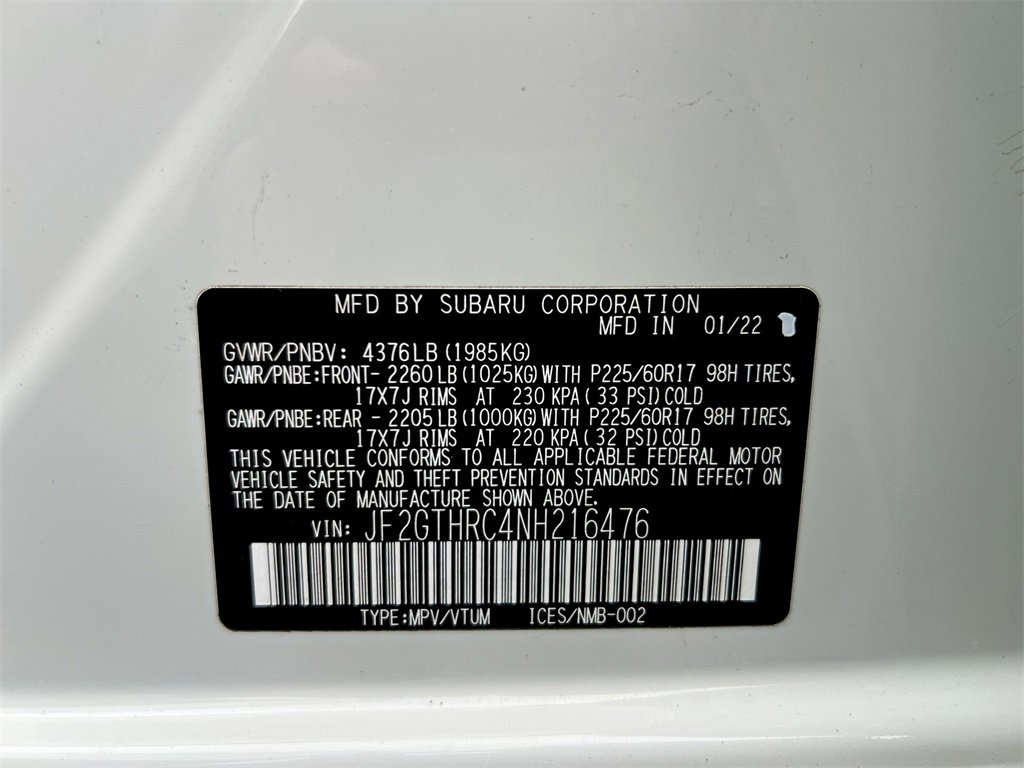 MFD BY SUBARU CORPORATION
MFD IN 01/22
GVWR/PNBV: 4376LB(1985KG)
GAWR/PNBE:FRONT- 2260LB(1025KG)WITH P225/60R17 98H TIRES,
17X7J RIMS AT 230 KPA( 33 PSI)COLD
GAWR/PNBE:REAR - 2205LB(1000KG)WITH P225/60R17 98H TIRES,
17X7J RIMS AT 220 KPA( 32 PSI)COLD
THIS VEHICLE CONFORMS TO ALL APPLICABLE FEDERAL MOTOR
VEHICLE SAFETY AND THEFT PREVENTION STANDARDS IN EFFECT ON
THE DATE OF MANUFACTURE SHOWN ABOVE.
VIN: JF2GTHRC4NH216476
TYPE:MPV/VTUM ICES/NMB-002